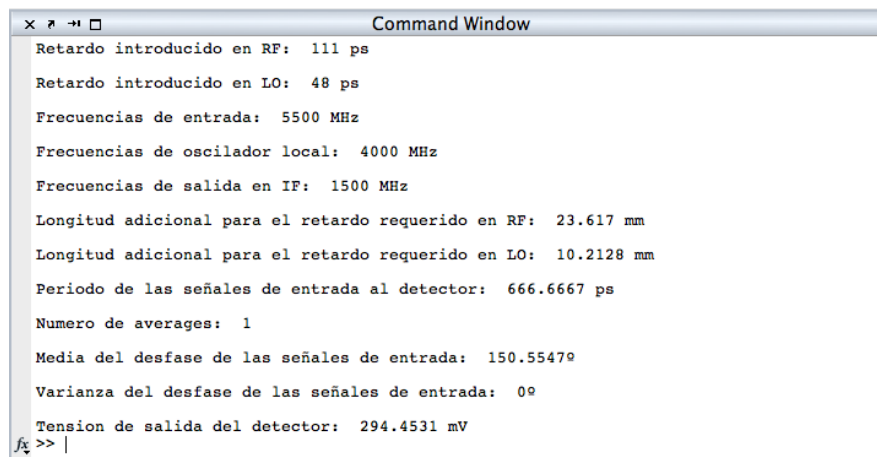 Command Window
Retardo introducido en RF:  111 ps
Retardo introducido en LO:  48 ps
Frecuencias de entrada:  5500 MHz
Frecuencias de oscilador local:  4000 MHz
Frecuencias de salida en IF:  1500 MHz
Longitud adicional para el retardo requerido en RF:  23.617 mm
Longitud adicional para el retardo requerido en LO:  10.2128 mm
Periodo de las señales de entrada al detector:  666.6667 ps
Numero de averages:  1
Media del desfase de las señales de entrada:  150.5547º
Varianza del desfase de las señales de entrada:  0º
Tension de salida del detector:  294.4531 mV
fx >>